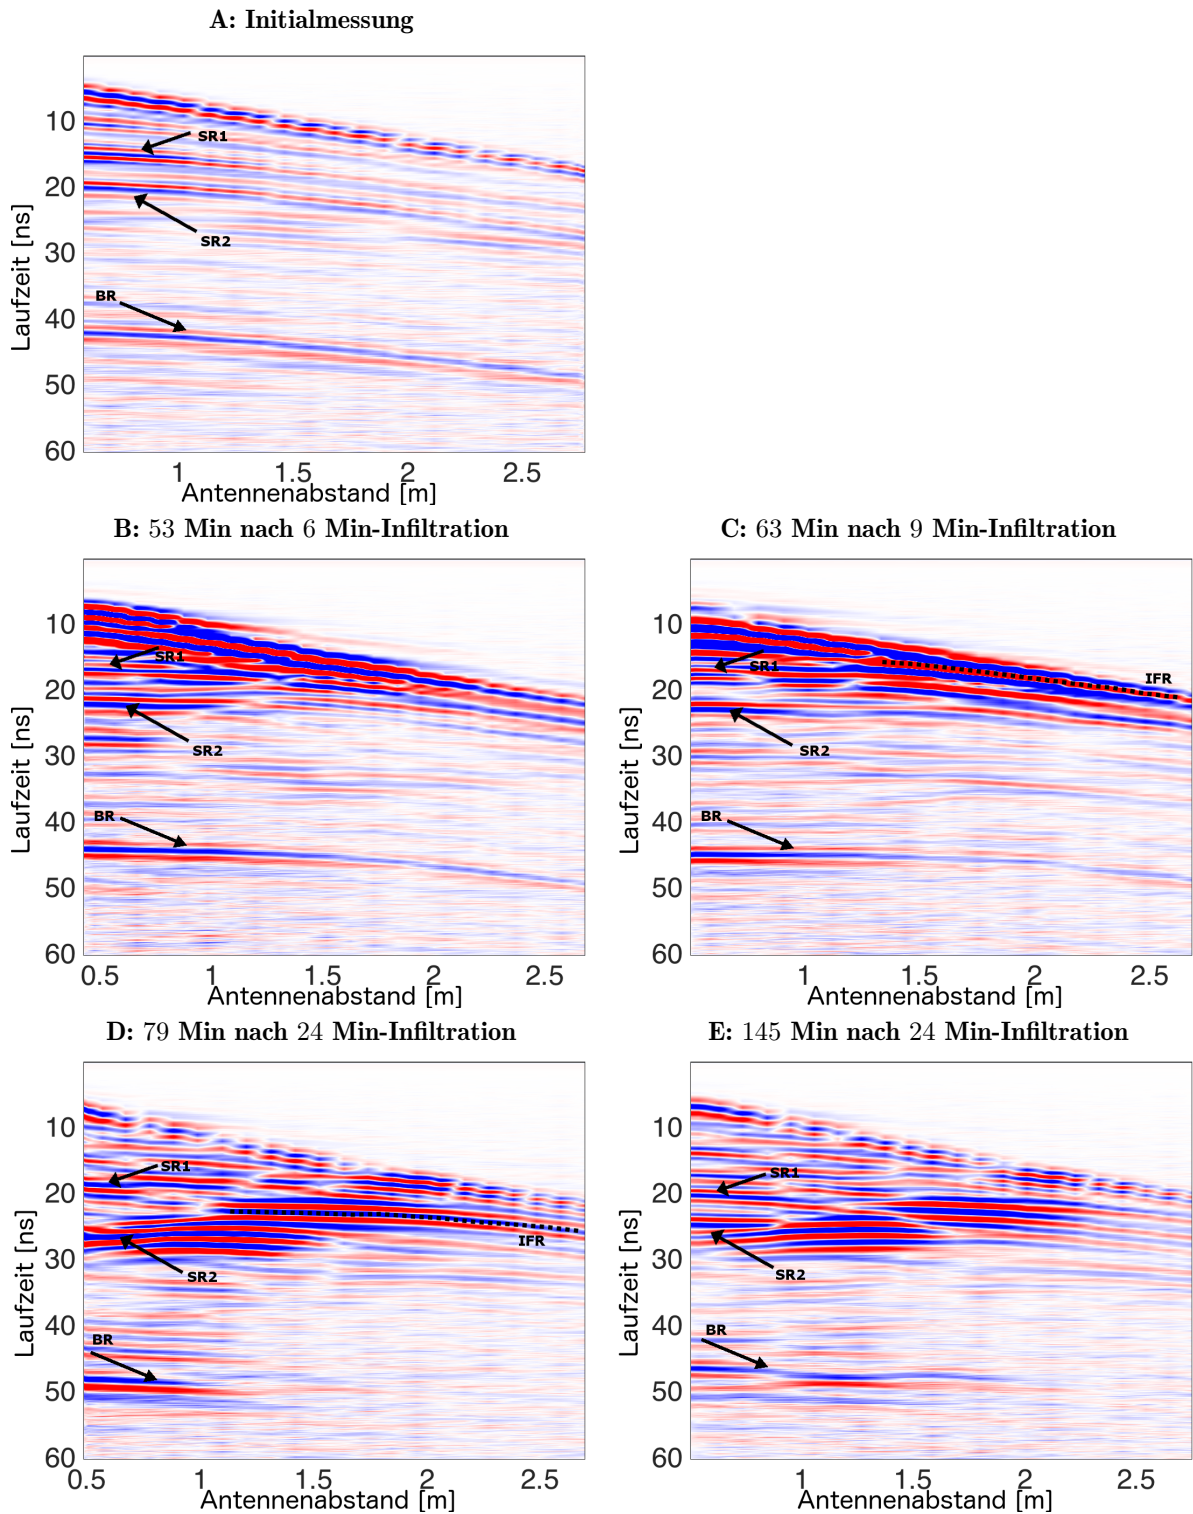 A: Initialmessung
10
20
30
40
50
60
Laufzeit [ns]
SR1
SR2
BR
1 1.5 2 2.5
Antennenabstand [m]
B: 53 Min nach 6 Min-Infiltration
10
20
30
40
50
60
Laufzeit [ns]
SR1
SR2
BR
0.5 1 1.5 2 2.5
Antennenabstand [m]
C: 63 Min nach 9 Min-Infiltration
10
20
30
40
50
60
Laufzeit [ns]
SR1
IFR
SR2
BR
1 1.5 2 2.5
Antennenabstand [m]
D: 79 Min nach 24 Min-Infiltration
10
20
30
40
50
60
Laufzeit [ns]
SR1
IFR
SR2
BR
0.5 1 1.5 2 2.5
Antennenabstand [m]
E: 145 Min nach 24 Min-Infiltration
10
20
30
40
50
60
Laufzeit [ns]
SR1
SR2
BR
1 1.5 2 2.5
Antennenabstand [m]